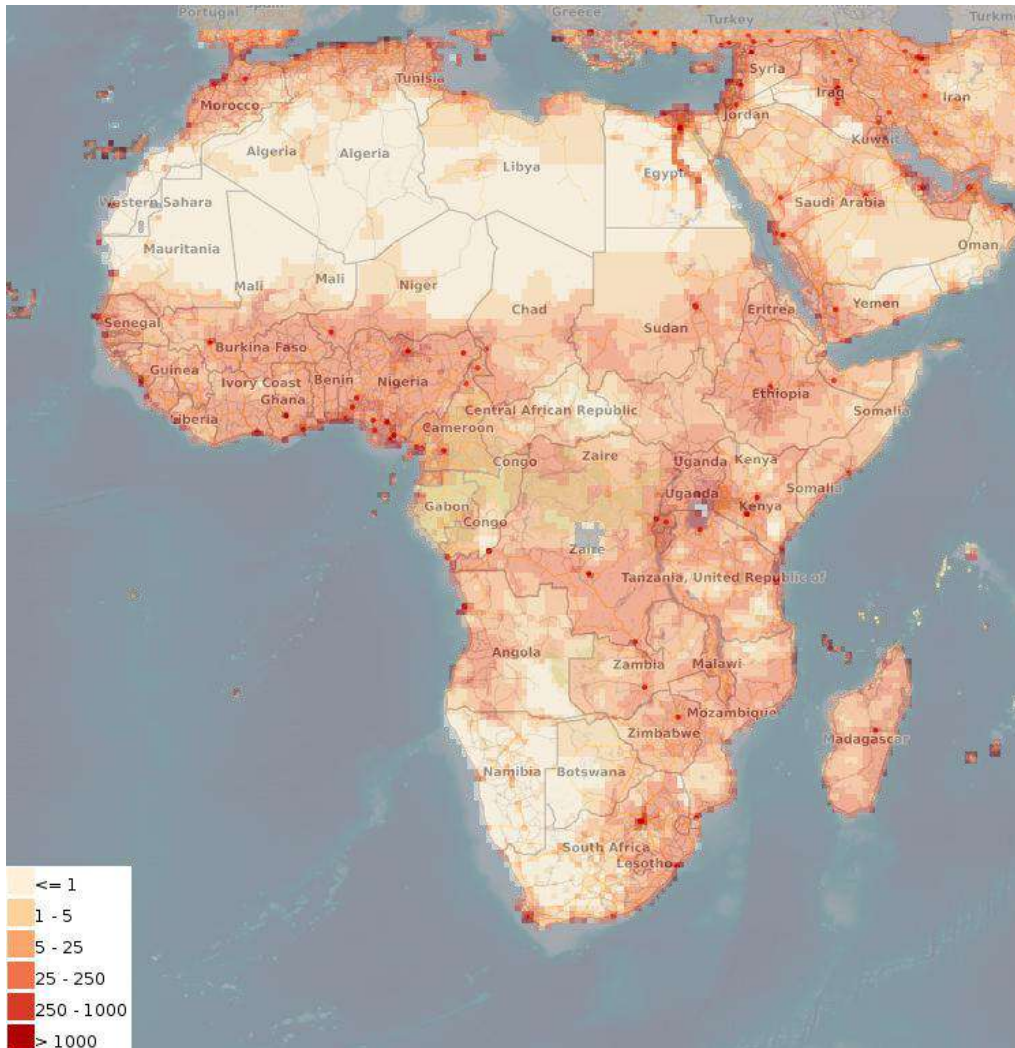 Portugal
Spain
Greece
Turkey
Turkm
Tunisia
Syria
Iraq
Iran
Morocco
Jordan
Kuwait
Algeria
Algeria
Libya
Egypt
Western Sahara
Saudi Arabia
Mauritania
Oman
Mali
Mali
Niger
Chad
Sudan
Eritrea
Yemen
Senegal
Burkina Faso
Guinea
Ivory Coast
Benin
Nigeria
Ethiopia
Ghana
Liberia
Central African Republic
Somalia
Cameroon
Congo
Zaire
Uganda
Kenya
Somalia
Gabon
Uganda
Kenya
Congo
Zaire
Tanzania, United Republic of
Angola
Zambia
Malawi
Mozambique
Zimbabwe
Madagascar
Namibia
Botswana
South Africa
Lesotho
<= 1
1 - 5
5 - 25
25 - 250
250 - 1000
> 1000